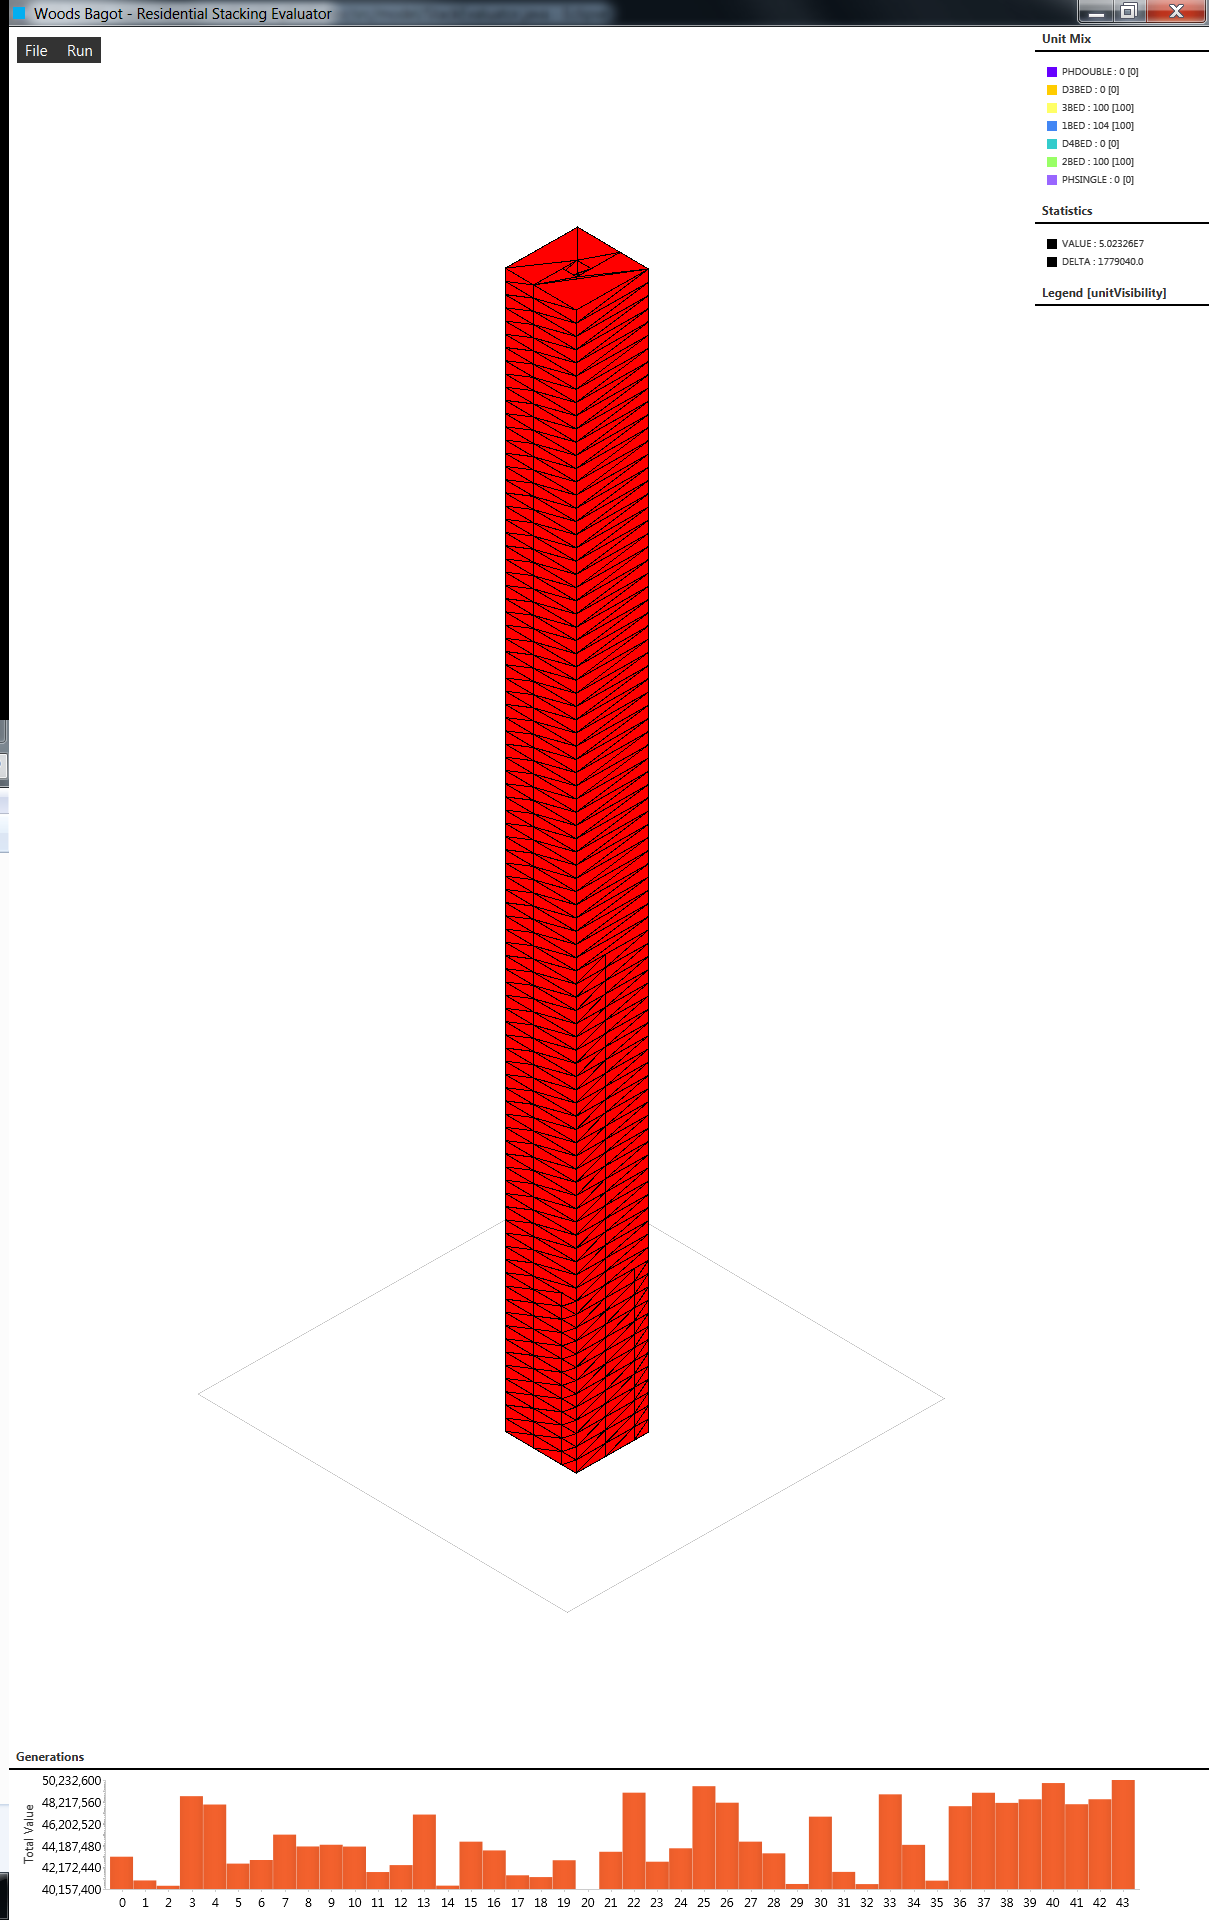 Woods Bagot - Residential Stacking Evaluator
File Run
Unit Mix
PHDOUBLE : 0 [0]
D3BED : 0 [0]
3BED : 100 [100]
1BED : 104 [100]
D4BED : 0 [0]
2BED : 100 [100]
PHSINGLE : 0 [0]
Statistics
VALUE : 5.02326E7
DELTA : 1779040.0
Legend [unitVisibility]
Generations
Total Value
50,232,600
48,217,560
46,202,520
44,187,480
42,172,440
40,157,400
0 1 2 3 4 5 6 7 8 9 10 11 12 13 14 15 16 17 18 19 20 21 22 23 24 25 26 27 28 29 30 31 32 33 34 35 36 37 38 39 40 41 42 43